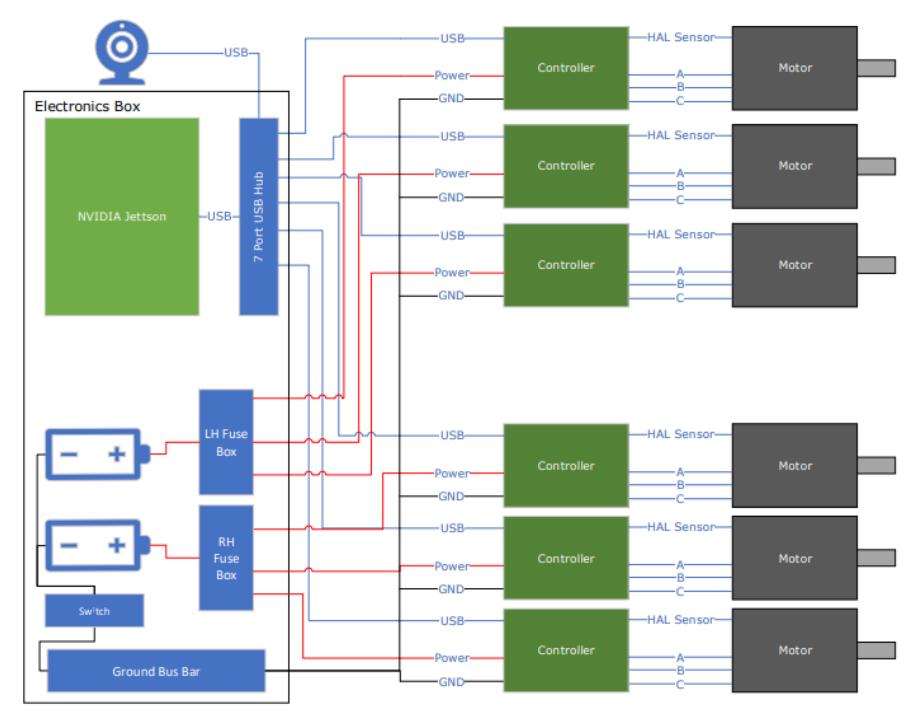 USB
Electronics Box
NVIDIA Jettson
USB
7 Port USB Hub
USB
Power
GND
Controller
HAL Sensor
A
B
C
Motor
USB
Power
GND
Controller
HAL Sensor
A
B
C
Motor
USB
Power
GND
Controller
HAL Sensor
A
B
C
Motor
LH Fuse
Box
RH
Fuse
Box
Switch
Ground Bus Bar
USB
Power
GND
Controller
HAL Sensor
A
B
C
Motor
USB
Power
GND
Controller
HAL Sensor
A
B
C
Motor
USB
Power
GND
Controller
HAL Sensor
A
B
C
Motor